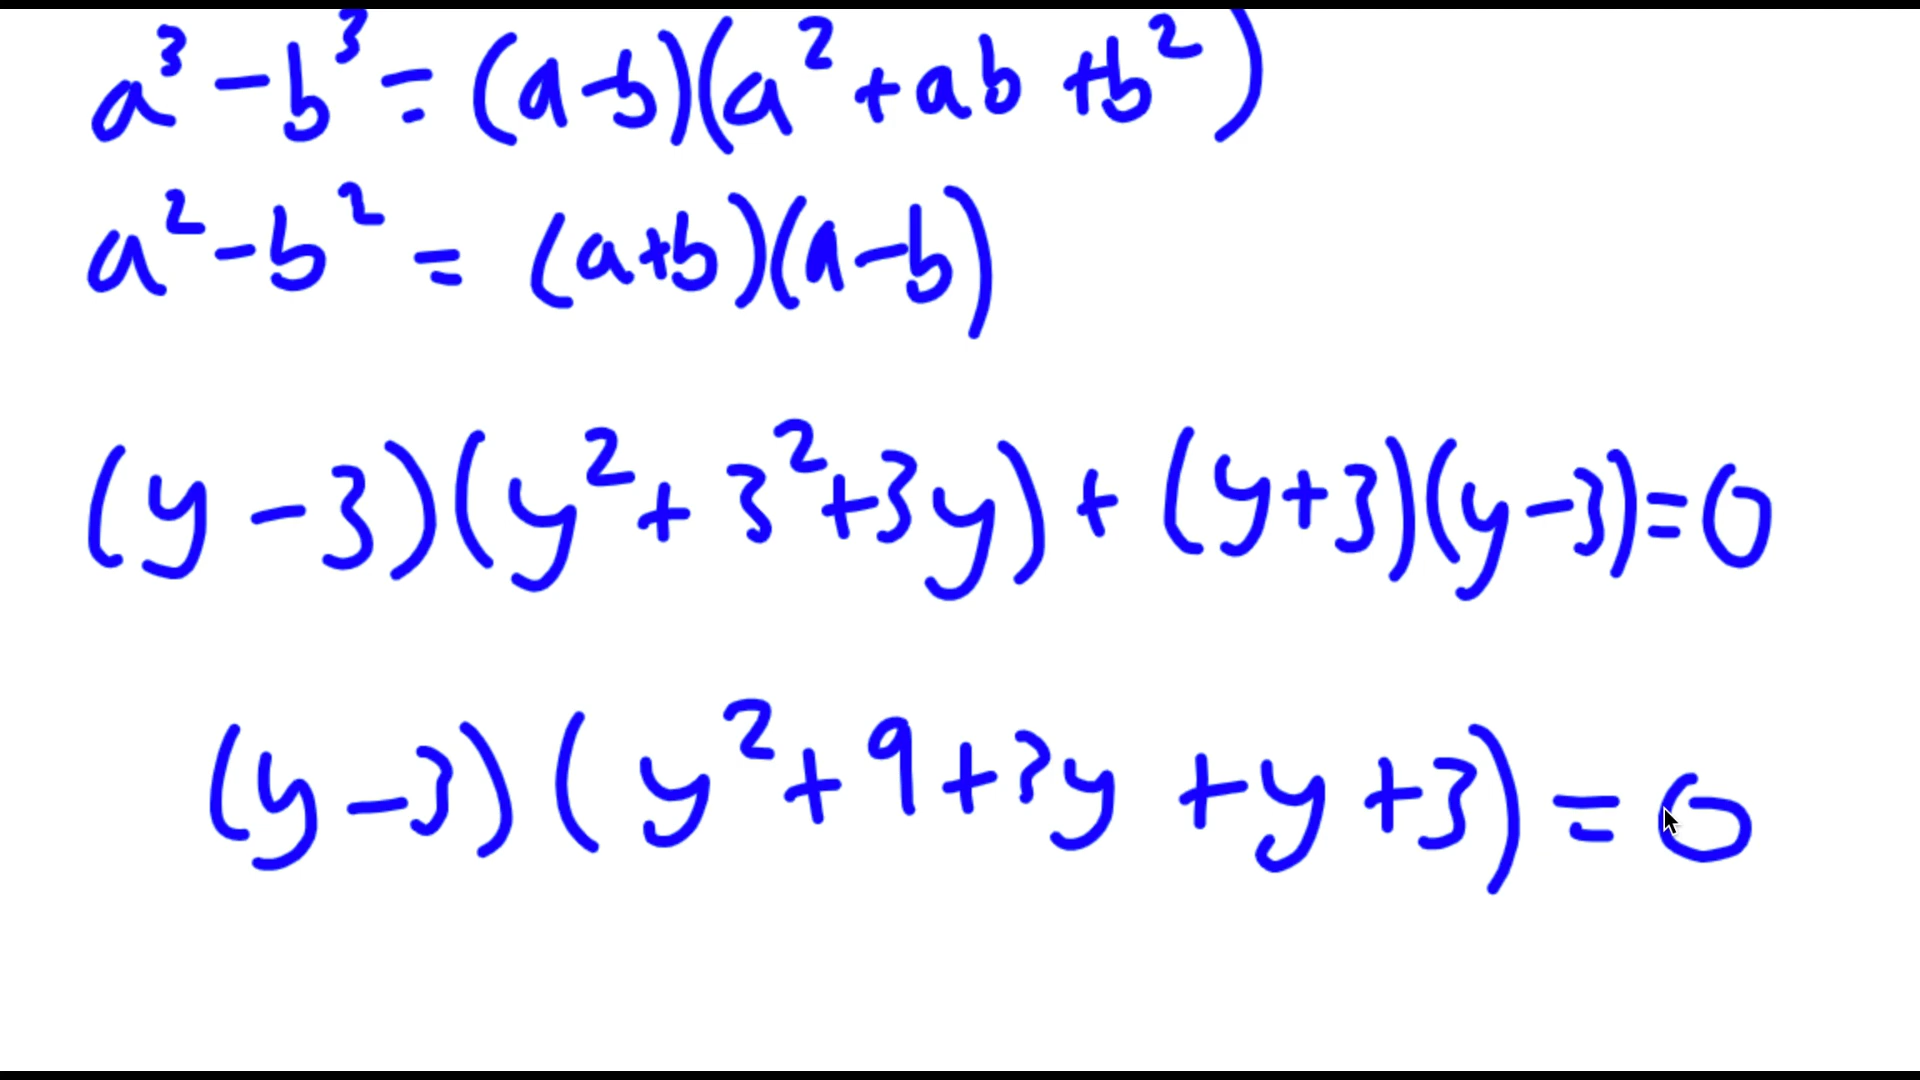 a³ - b³ = (a-b)(a² + ab + b²)
a² - b² = (a+b)(a-b)
(y - 3)(y² + 3² + 3y) + (y+3)(y-3) = 0
(y - 3)(y² + 9 + 3y + y + 3) = 0